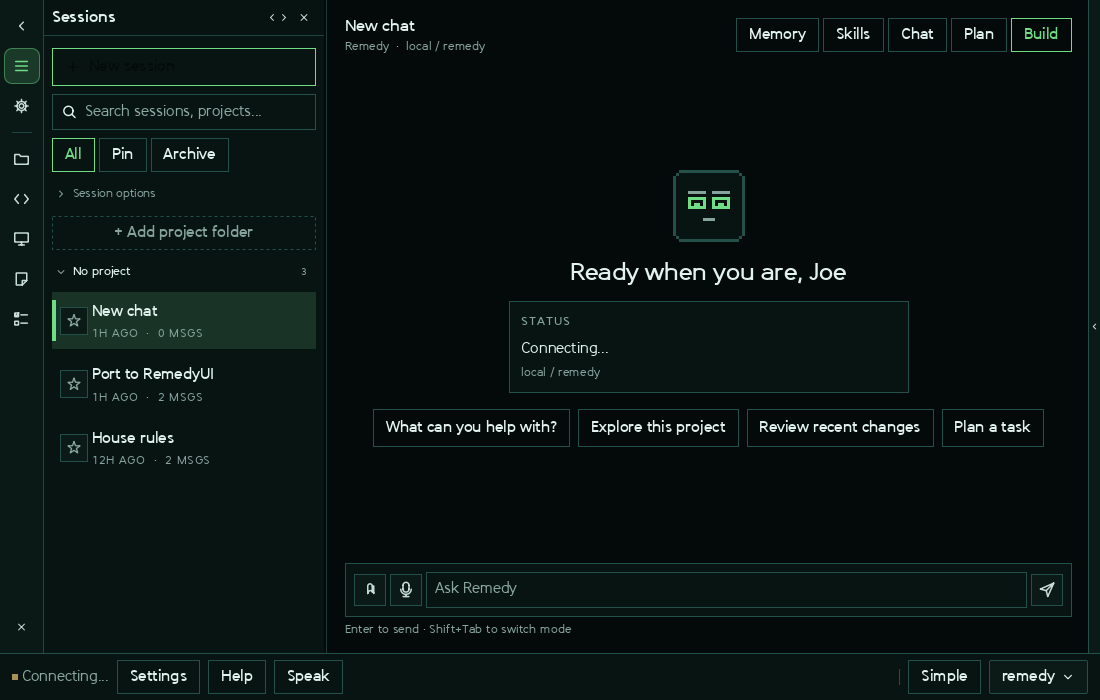 Sessions
+ New session
Search sessions, projects...
All
Pin
Archive
Session options
+ Add project folder
No project
3
New chat
1H AGO · 0 MSGS
Port to RemedyUI
1H AGO · 2 MSGS
House rules
12H AGO · 2 MSGS
New chat
Remedy · local / remedy
Memory
Skills
Chat
Plan
Build
Ready when you are, Joe
STATUS
Connecting...
local / remedy
What can you help with?
Explore this project
Review recent changes
Plan a task
Ask Remedy
Enter to send · Shift+Tab to switch mode
Connecting...
Settings
Help
Speak
Simple
remedy